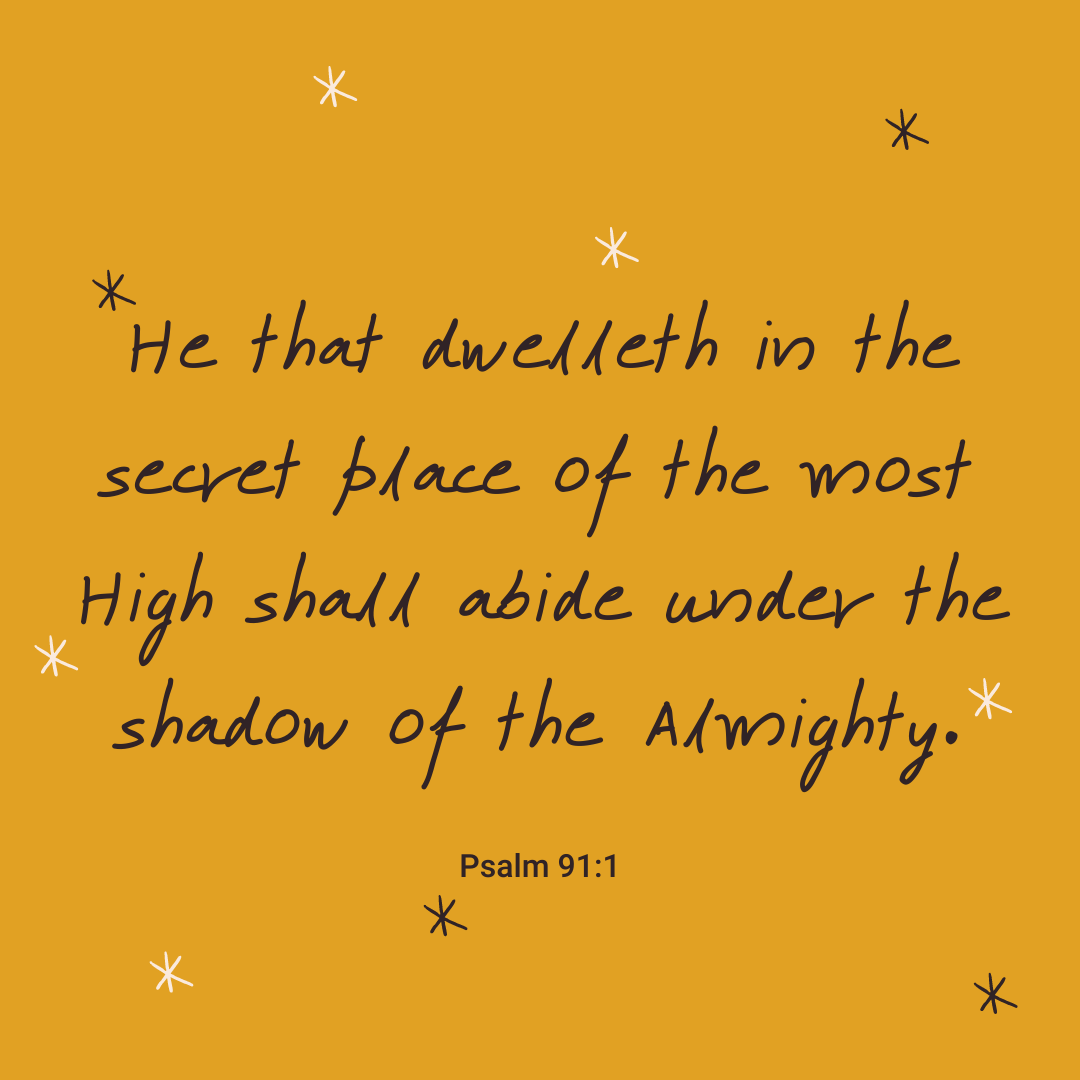 He that dwelleth in the
secret place of the most
High shall abide under the
shadow of the Almighty.
Psalm 91:1